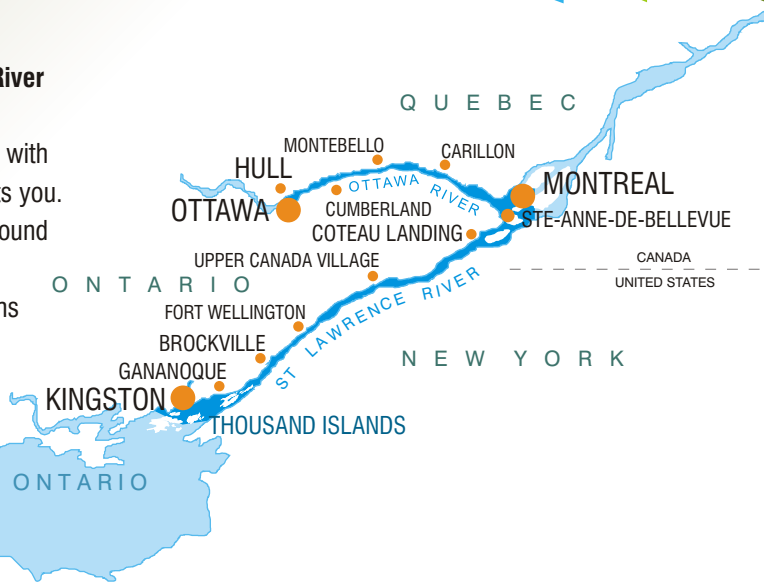 River
with
ts you.
ound
ns
QUEBEC
MONTEBELLO
CARILLON
HULL
OTTAWA RIVER
MONTREAL
OTTAWA
CUMBERLAND
STE-ANNE-DE-BELLEVUE
COTEAU LANDING
UPPER CANADA VILLAGE
CANADA
UNITED STATES
ONTARIO
FORT WELLINGTON
ST LAWRENCE RIVER
BROCKVILLE
NEW YORK
GANANOQUE
KINGSTON
THOUSAND ISLANDS
ONTARIO